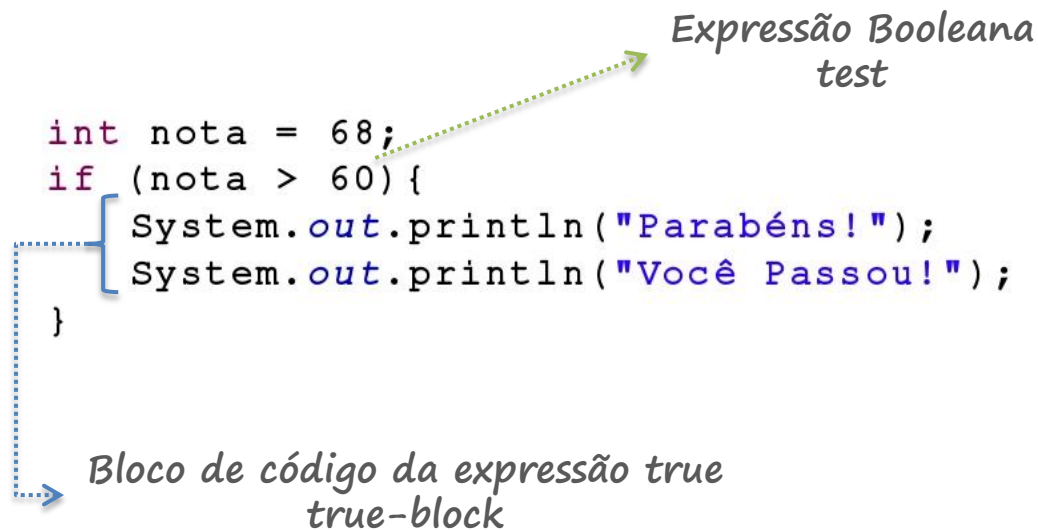 Expressão Booleana
test
int nota = 68;
if (nota > 60){
System.out.println("Parabéns!");
System.out.println("Você Passou!");
}
Bloco de código da expressão true
true-block